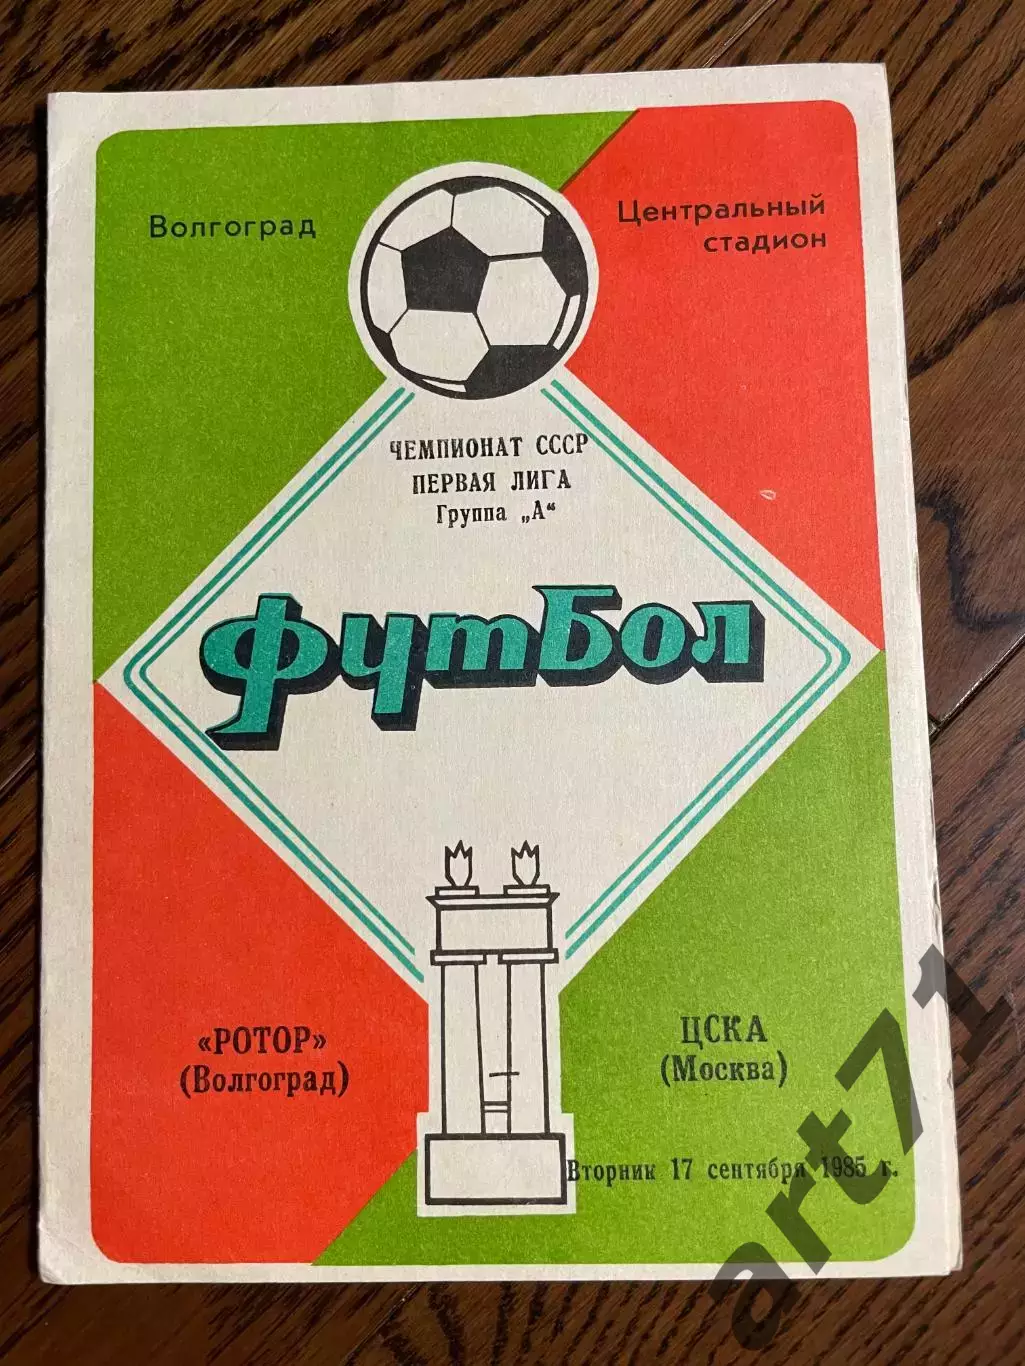 Волгоград
Центральный
стадион
ЧЕМПИОНАТ СССР
ПЕРВАЯ ЛИГА
Группа „А“
Футбол
«РОТОР»
(Волгоград)
ЦСКА
(Москва)
Вторник 17 сентября 1985 г.
art71